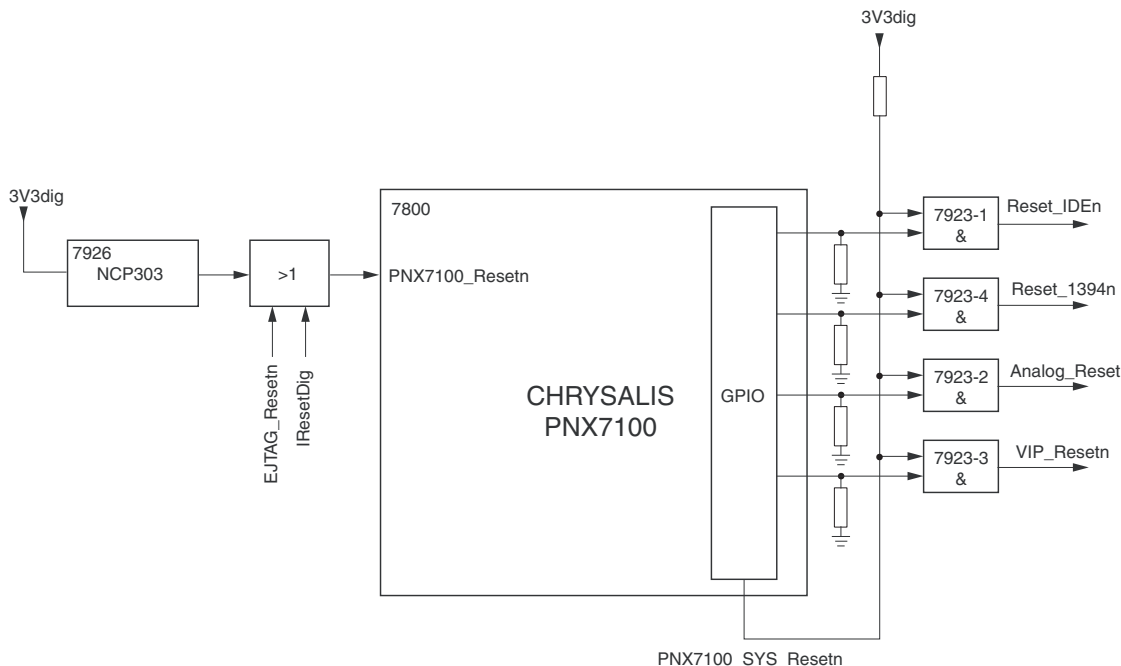 3V3dig
3V3dig
7926
NCP303
>1
EJTAG_Resetn
IResetDig
7800
PNX7100_Resetn
CHRYSALIS
PNX7100
GPIO
7923-1
&
Reset_IDEn
7923-4
&
Reset_1394n
7923-2
&
Analog_Reset
7923-3
&
VIP_Resetn
PNX7100_SYS_Resetn